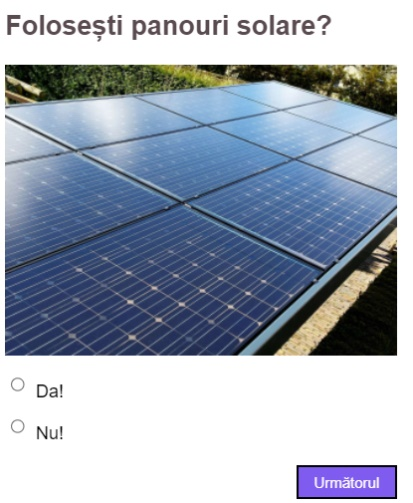 Folosești panouri solare?
Da!
Nu!
Următorul